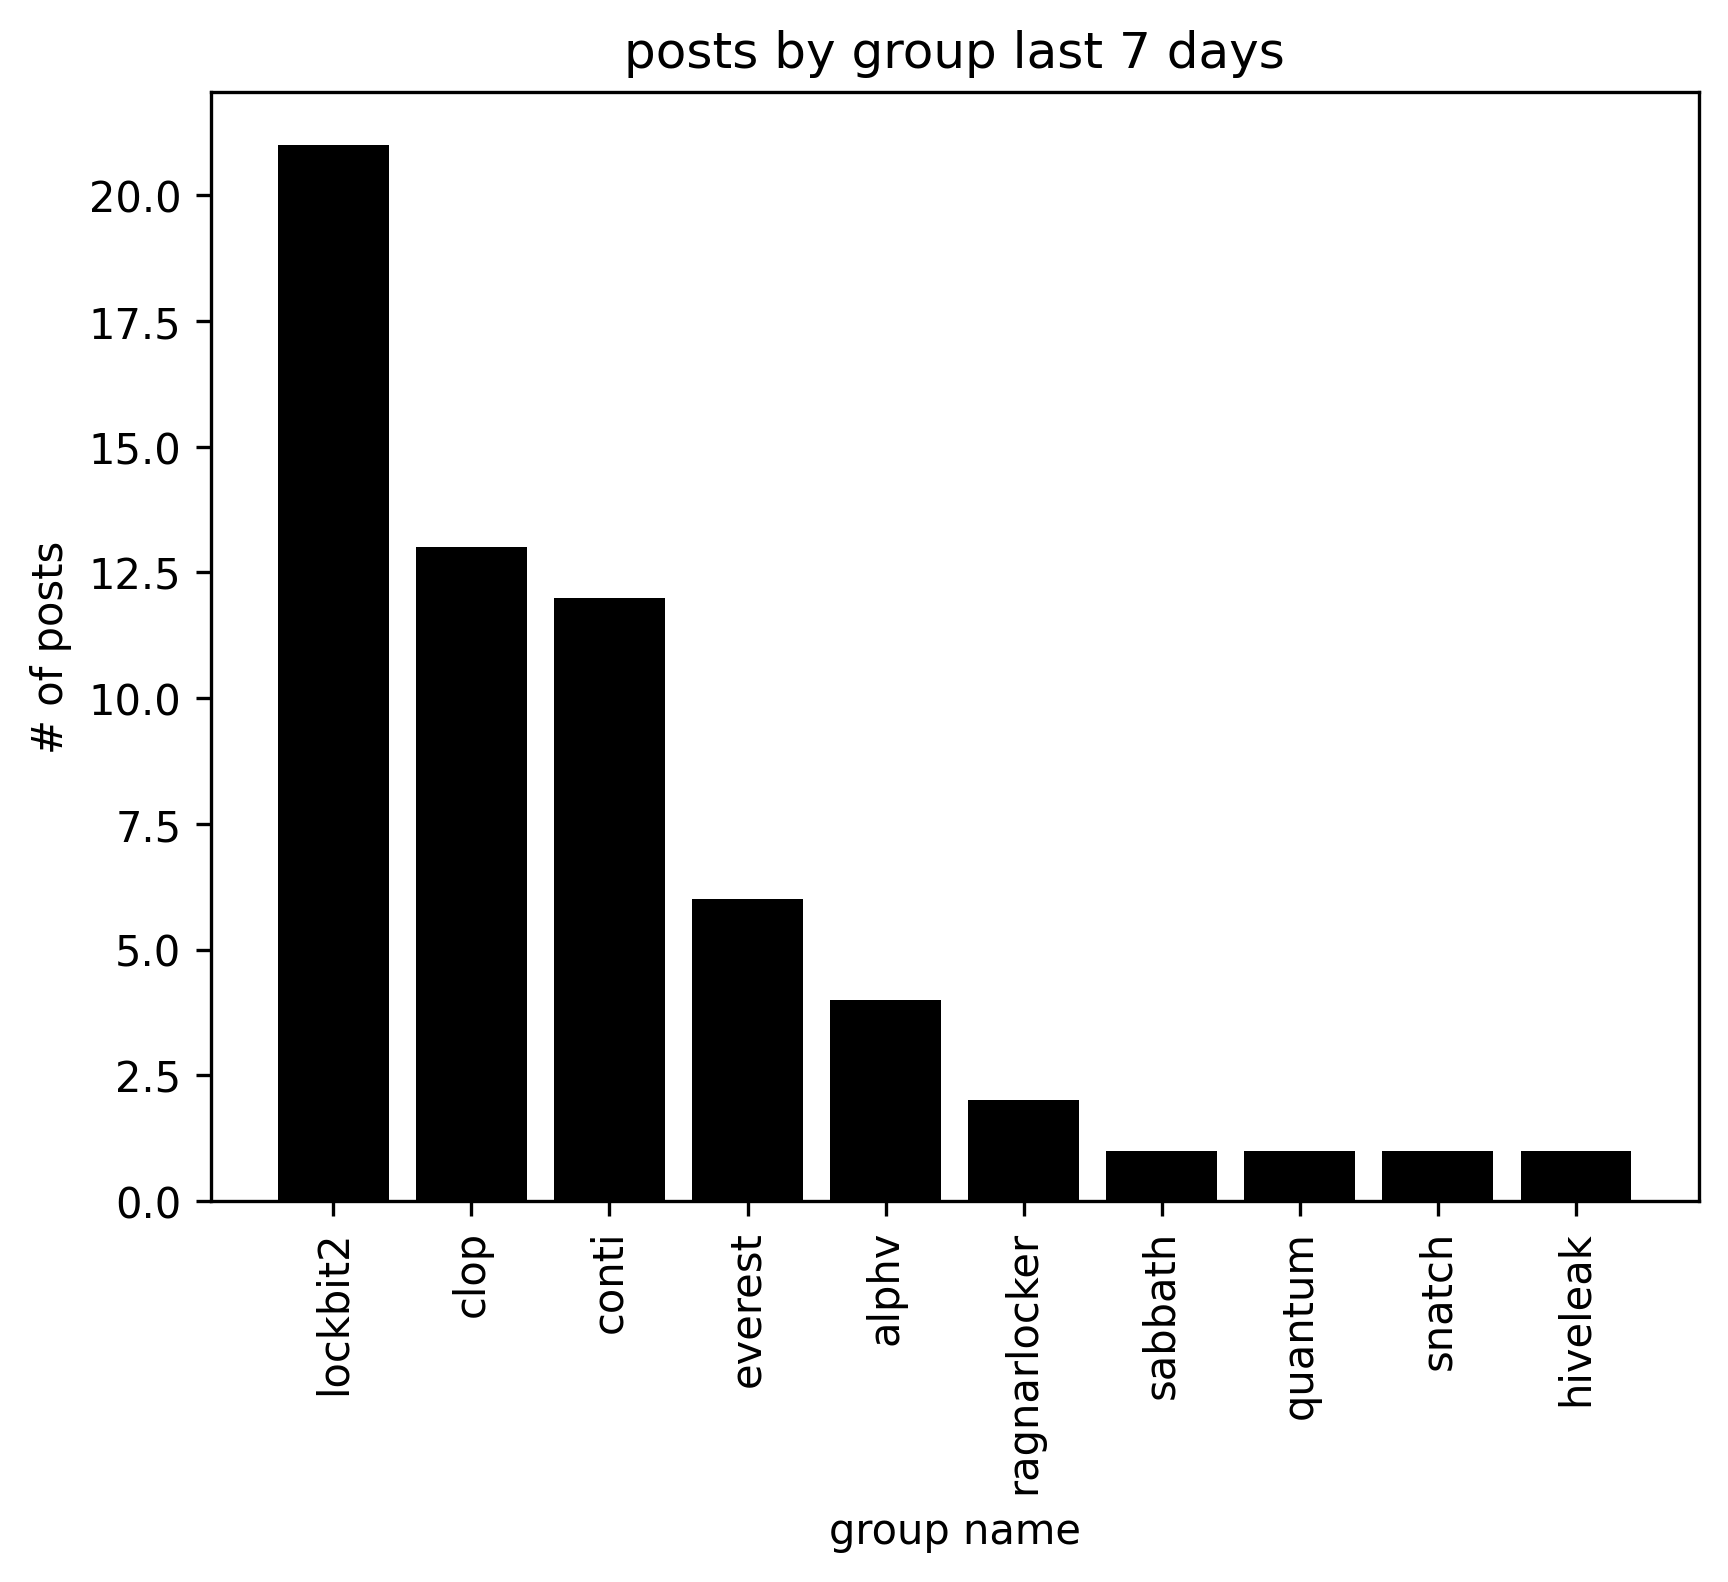 posts by group last 7 days
# of posts
20.0
17.5
15.0
12.5
10.0
7.5
5.0
2.5
0.0
lockbit2
clop
conti
everest
alphv
ragnarlocker
sabbath
quantum
snatch
hiveleak
group name